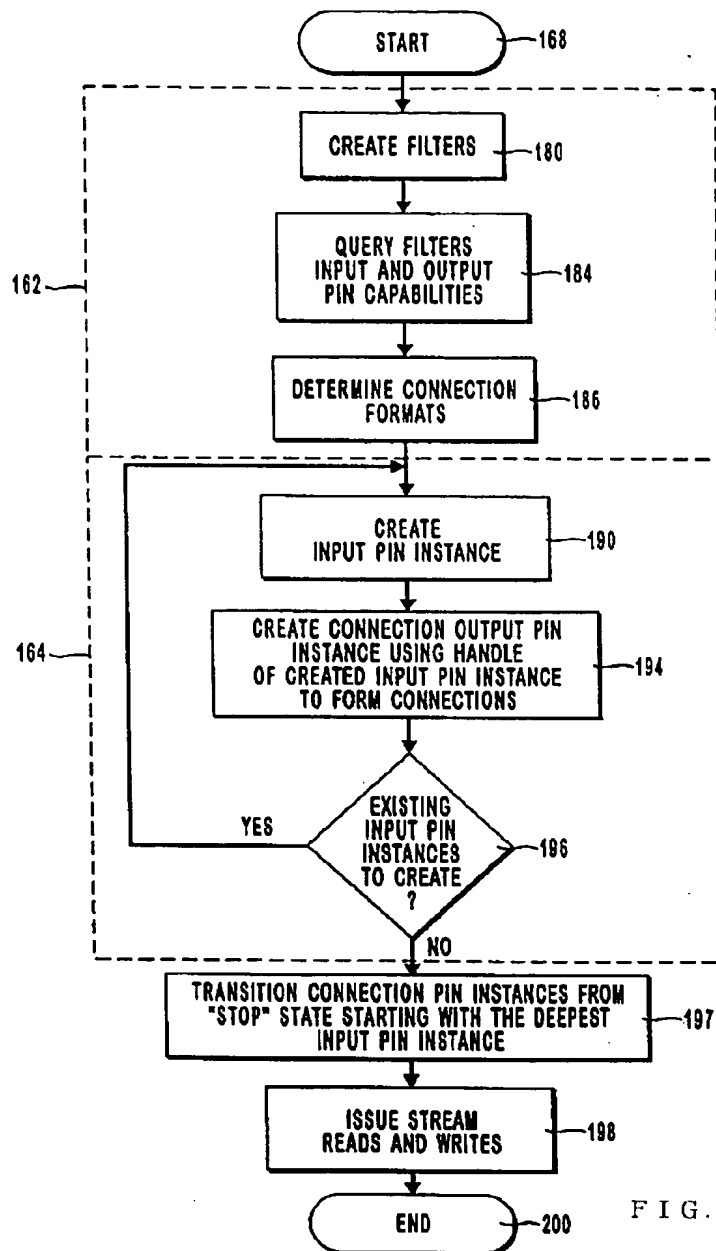 START
168
CREATE FILTERS
180
QUERY FILTERS
INPUT AND OUTPUT
PIN CAPABILITIES
184
162
DETERMINE CONNECTION
FORMATS
186
CREATE
INPUT PIN INSTANCE
190
CREATE CONNECTION OUTPUT PIN
INSTANCE USING HANDLE
OF CREATED INPUT PIN INSTANCE
TO FORM CONNECTIONS
194
164
YES
EXISTING
INPUT PIN
INSTANCES
TO CREATE
?
196
NO
TRANSITION CONNECTION PIN INSTANCES FROM
"STOP" STATE STARTING WITH THE DEEPEST
INPUT PIN INSTANCE
197
ISSUE STREAM
READS AND WRITES
198
END
200
FIG.